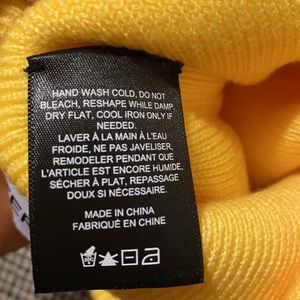 HAND WASH COLD, DO NOT
BLEACH, RESHAPE WHILE DAMP,
DRY FLAT, COOL IRON ONLY IF
NEEDED.
LAVER À LA MAIN À L'EAU
FROIDE, NE PAS JAVELISER,
REMODELER PENDANT QUE
L'ARTICLE EST ENCORE HUMIDE,
SÉCHER À PLAT, REPASSAGE
DOUX SI NÉCESSAIRE.
MADE IN CHINA
FABRIQUÉ EN CHINE